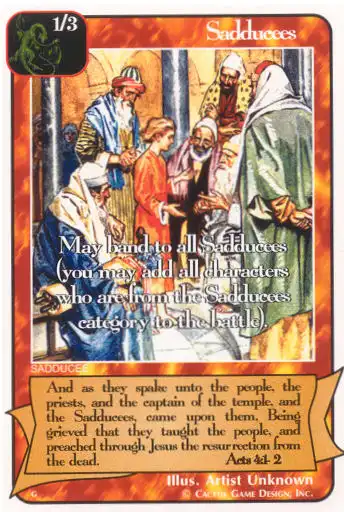 1/3
Sadducees
May band to all Sadducees
(you may add all characters
who are from the Sadducees
category to the battle).
SADDUCEE
And as they spake unto the people, the
priests, and the captain of the temple, and
the Sadducees, came upon them, Being
grieved that they taught the people, and
preached through Jesus the resurrection from
the dead. Acts 4:1- 2
Illus. Artist Unknown
G © Cactus Game Design, Inc.